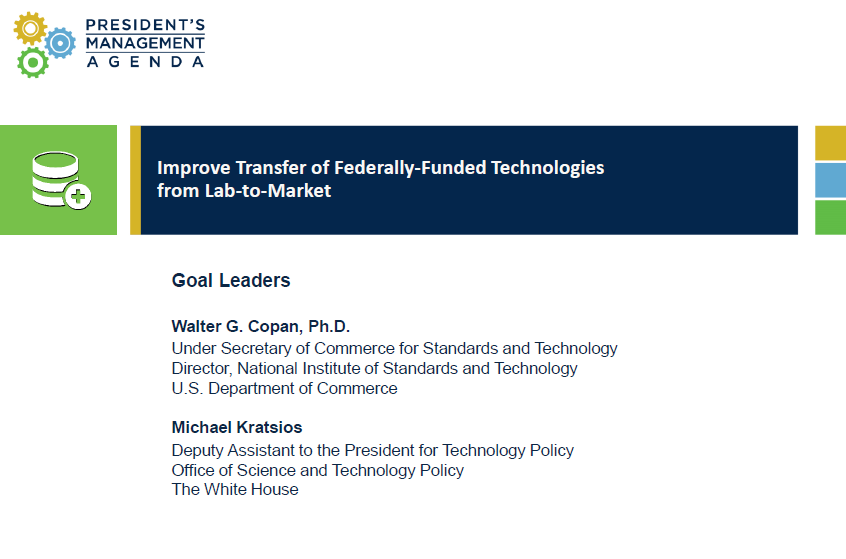 PRESIDENT'S
MANAGEMENT
AGENDA
Improve Transfer of Federally-Funded Technologies
from Lab-to-Market
Goal Leaders
Walter G. Copan, Ph.D.
Under Secretary of Commerce for Standards and Technology
Director, National Institute of Standards and Technology
U.S. Department of Commerce
Michael Kratsios
Deputy Assistant to the President for Technology Policy
Office of Science and Technology Policy
The White House